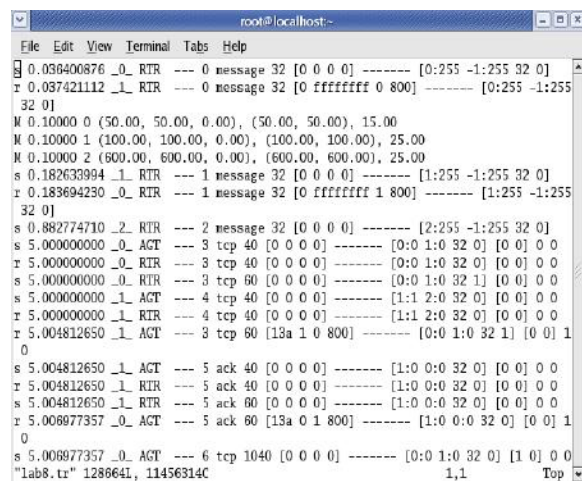 root@localhost:~
File Edit View Terminal Tabs Help
s 0.036400876 _0_ RTR --- 0 message 32 [0 0 0 0] ------- [0:255 -1:255 32 0]
r 0.037421112 _1_ RTR --- 0 message 32 [0 ffffffff 0 800] ------- [0:255 -1:255
32 0]
M 0.10000 0 (50.00, 50.00, 0.00), (50.00, 50.00), 15.00
M 0.10000 1 (100.00, 100.00, 0.00), (100.00, 100.00), 25.00
M 0.10000 2 (600.00, 600.00, 0.00), (600.00, 600.00), 25.00
s 0.182633994 _1_ RTR --- 1 message 32 [0 0 0 0] ------- [1:255 -1:255 32 0]
r 0.183694230 _0_ RTR --- 1 message 32 [0 ffffffff 1 800] ------- [1:255 -1:255
32 0]
s 0.882774710 _2_ RTR --- 2 message 32 [0 0 0 0] ------- [2:255 -1:255 32 0]
s 5.000000000 _0_ AGT --- 3 tcp 40 [0 0 0 0] ------- [0:0 1:0 32 0] [0 0] 0 0
r 5.000000000 _0_ RTR --- 3 tcp 40 [0 0 0 0] ------- [0:0 1:0 32 0] [0 0] 0 0
s 5.000000000 _0_ RTR --- 3 tcp 60 [0 0 0 0] ------- [0:0 1:0 32 1] [0 0] 0 0
s 5.000000000 _1_ AGT --- 4 tcp 40 [0 0 0 0] ------- [1:1 2:0 32 0] [0 0] 0 0
r 5.000000000 _1_ RTR --- 4 tcp 40 [0 0 0 0] ------- [1:1 2:0 32 0] [0 0] 0 0
r 5.004812650 _1_ AGT --- 3 tcp 60 [13a 1 0 800] ------- [0:0 1:0 32 1] [0 0] 1
0
s 5.004812650 _1_ AGT --- 5 ack 40 [0 0 0 0] ------- [1:0 0:0 32 0] [0 0] 0 0
r 5.004812650 _1_ RTR --- 5 ack 40 [0 0 0 0] ------- [1:0 0:0 32 0] [0 0] 0 0
s 5.004812650 _1_ RTR --- 5 ack 60 [0 0 0 0] ------- [1:0 0:0 32 0] [0 0] 0 0
r 5.006977357 _0_ AGT --- 5 ack 60 [13a 0 1 800] ------- [1:0 0:0 32 0] [0 0] 1
0
s 5.006977357 _0_ AGT --- 6 tcp 1040 [0 0 0 0] ------- [0:0 1:0 32 0] [1 0] 0 0
"lab8.tr" 128664L, 11456314C 1,1 Top